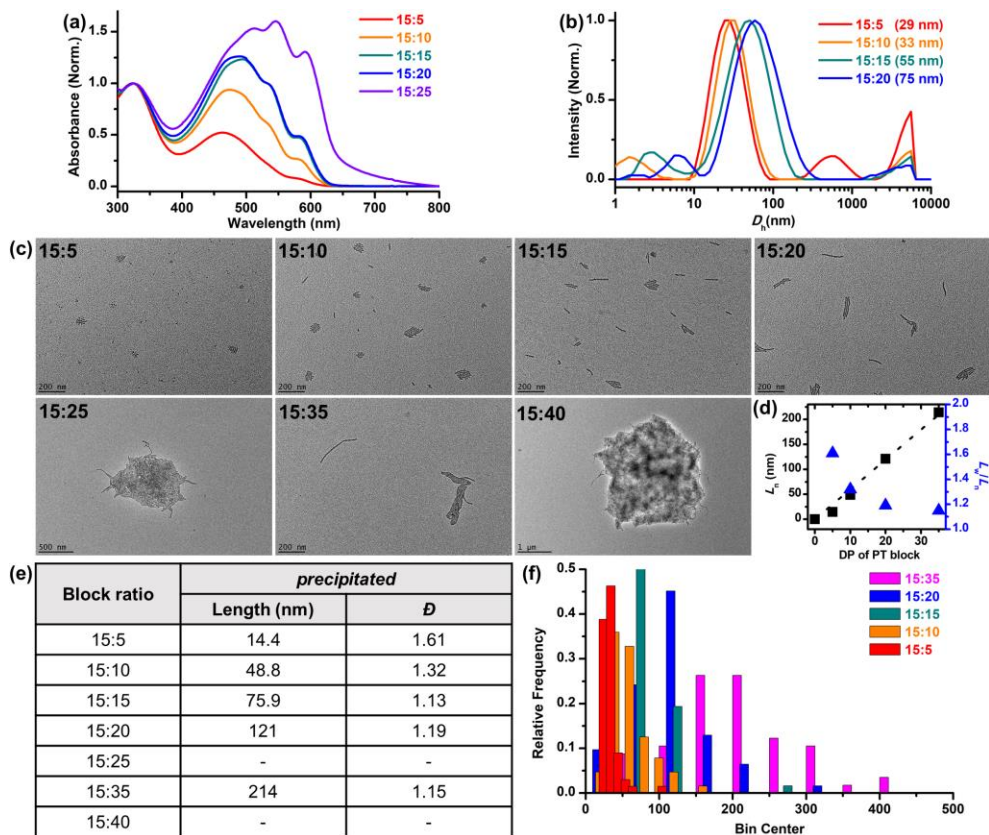 (a)
15:5
15:10
15:15
15:20
15:25
Absorbance (Norm.)
1.5
1.0
0.5
0.0
300 400 500 600 700 800
Wavelength (nm)
(b)
15:5 (29 nm)
15:10 (33 nm)
15:15 (55 nm)
15:20 (75 nm)
Intensity (Norm.)
1.0
0.5
0.0
1 10 100 1000 10000
Dh(nm)
(c)
15:5
200 nm
15:10
200 nm
15:15
200 nm
15:20
200 nm
15:25
500 nm
15:35
200 nm
15:40
1 µm
(d)
Ln (nm)
200
150
100
50
0
2.0
1.8
1.6
1.4
1.2
1.0
Lw/Ln
0 10 20 30
DP of PT block
(e)
Block ratio precipitated
Length (nm) Đ
15:5 14.4 1.61
15:10 48.8 1.32
15:15 75.9 1.13
15:20 121 1.19
15:25 - -
15:35 214 1.15
15:40 - -
(f)
15:35
15:20
15:15
15:10
15:5
Relative Frequency
0.5
0.4
0.3
0.2
0.1
0.0
0 100 200 300 400 500
Bin Center